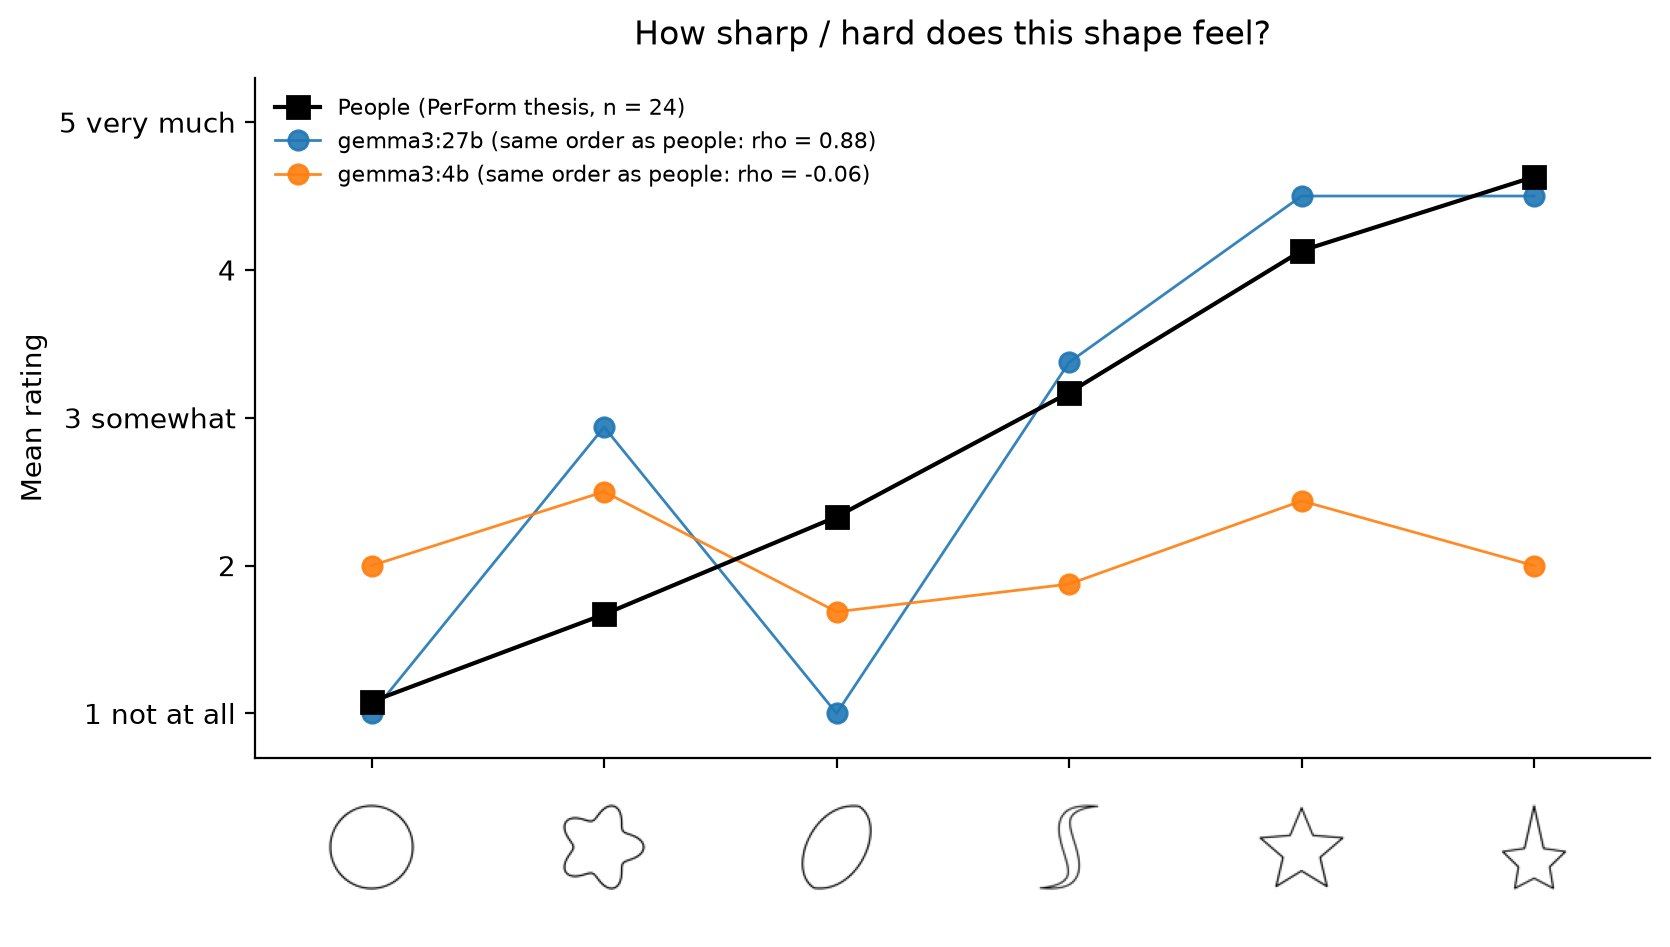 How sharp / hard does this shape feel?
People (PerForm thesis, n = 24)
gemma3:27b (same order as people: rho = 0.88)
gemma3:4b (same order as people: rho = -0.06)
Mean rating
5 very much
4
3 somewhat
2
1 not at all